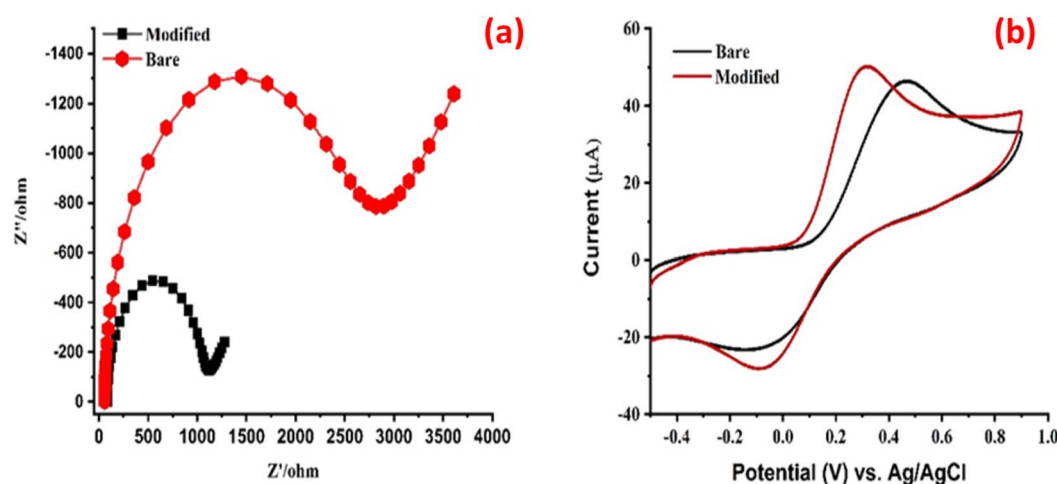 (a)
Modified
Bare
-1400
-1200
-1000
-800
-600
-400
-200
0
Z''/ohm
0 500 1000 1500 2000 2500 3000 3500 4000
Z'/ohm
(b)
Bare
Modified
60
40
20
0
-20
-40
Current (µA)
-0.4 -0.2 0.0 0.2 0.4 0.6 0.8 1.0
Potential (V) vs. Ag/AgCl